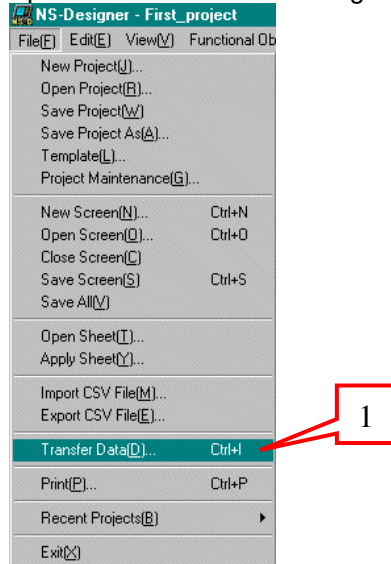 NS-Designer - First_project
File(F) Edit(E) View(V) Functional Ob
New Project(J)...
Open Project(R)...
Save Project(W)
Save Project As(A)...
Template(L)...
Project Maintenance(G)...
New Screen(N)... Ctrl+N
Open Screen(O)... Ctrl+O
Close Screen(C)
Save Screen(S) Ctrl+S
Save All(V)
Open Sheet(T)...
Apply Sheet(Y)...
Import CSV File(M)...
Export CSV File(E)...
Transfer Data(D)... Ctrl+I
1
Print(P)... Ctrl+P
Recent Projects(B)
Exit(X)